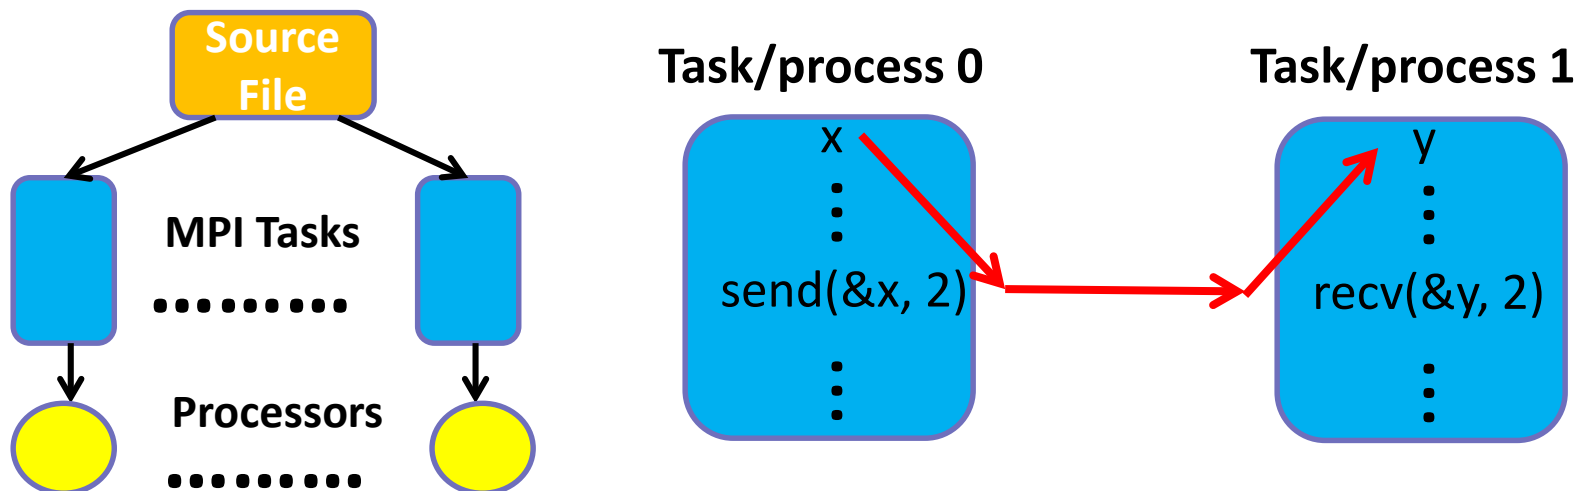 Source
File
MPI Tasks
Processors
Task/process 0
x
send(&x, 2)
Task/process 1
y
recv(&y, 2)